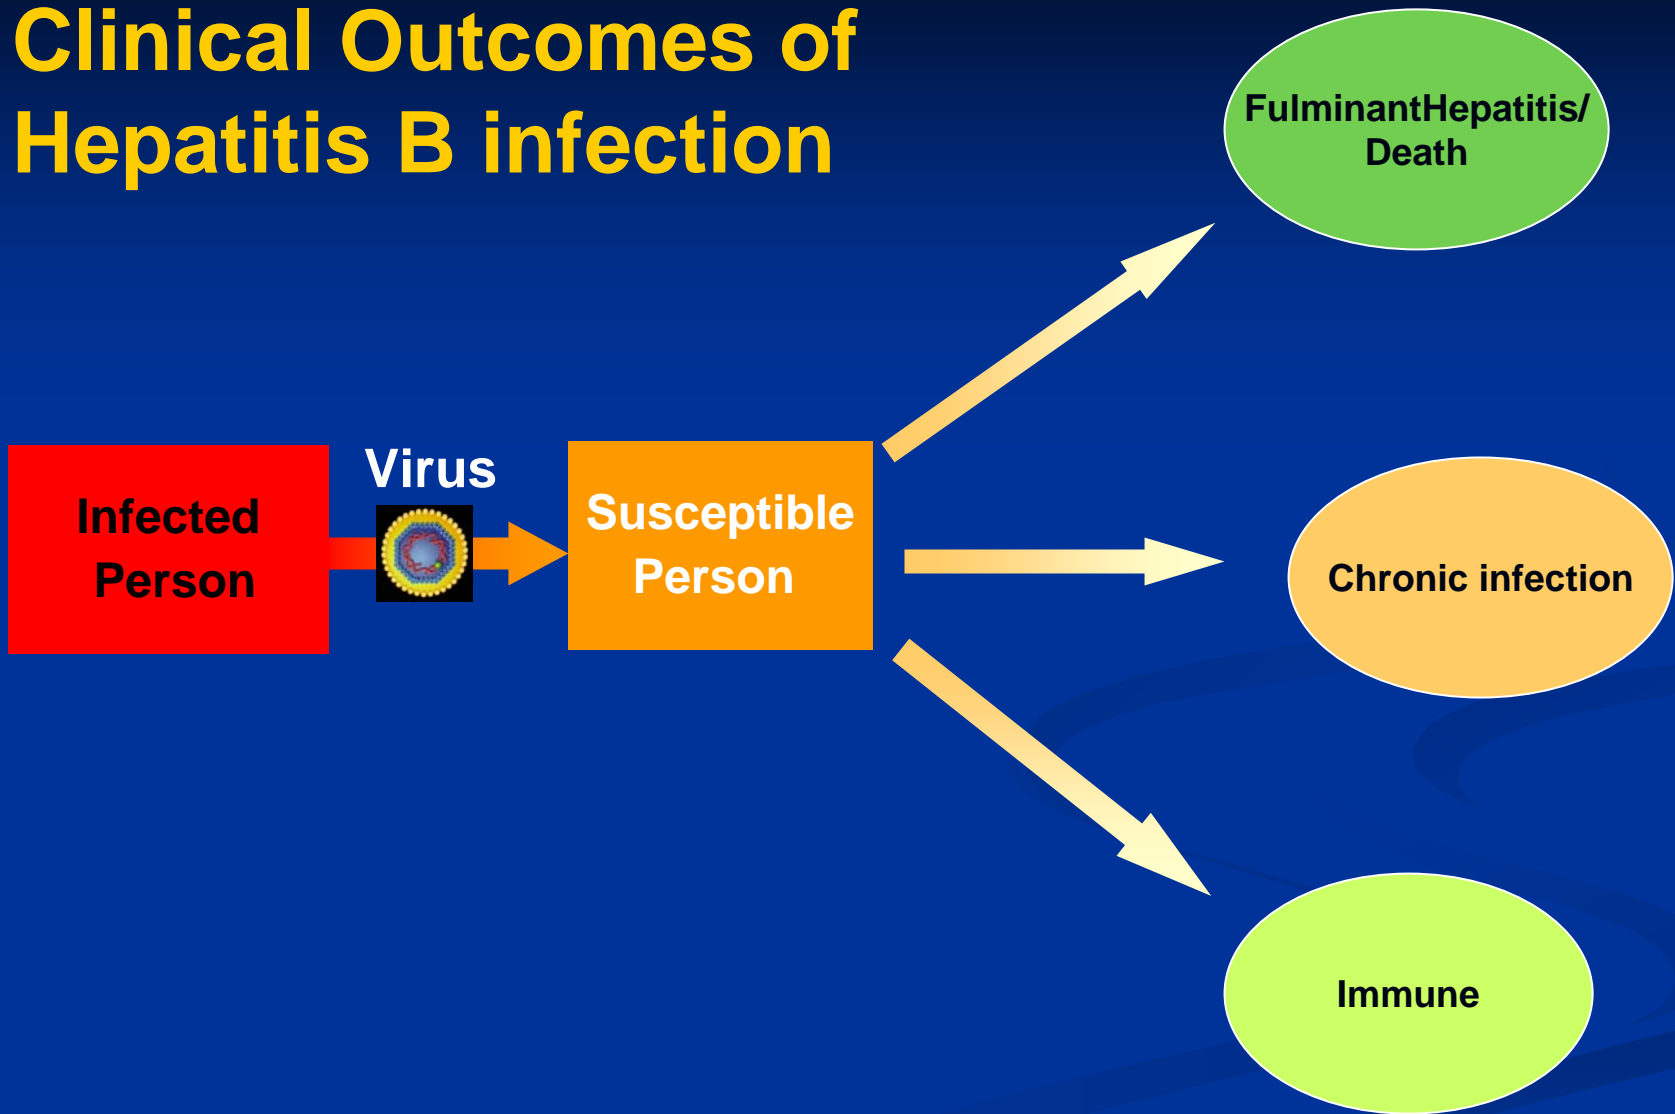 Clinical Outcomes of
Hepatitis B infection
FulminantHepatitis/
Death
Virus
Infected
Person
Susceptible
Person
Chronic infection
Immune